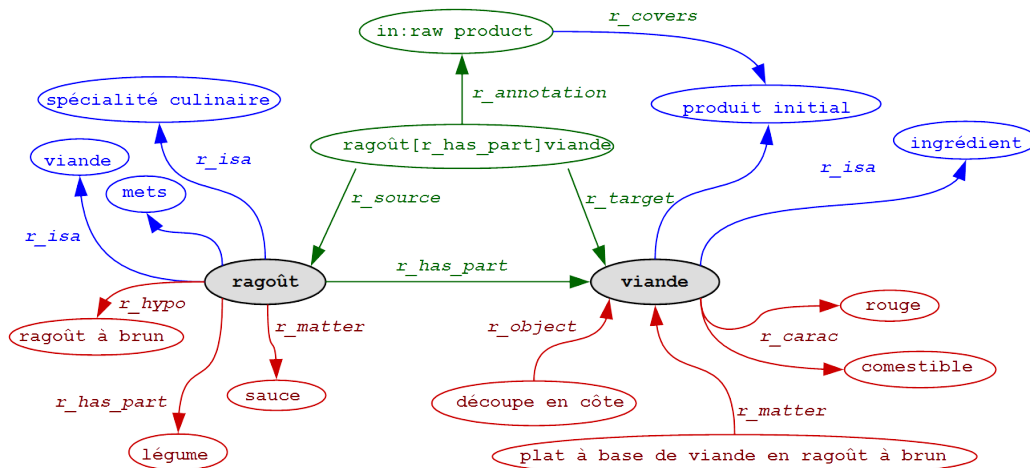 r_covers
in:raw product
r_annotation
spécialité culinaire
produit initial
viande
r_isa
ragoût[r_has_part]viande
ingrédient
mets
r_source
r_target
r_isa
r_isa
r_has_part
ragoût
viande
r_hypo
ragoût à brun
r_matter
r_object
r_carac
rouge
comestible
r_has_part
sauce
découpe en côte
r_matter
légume
plat à base de viande en ragoût à brun